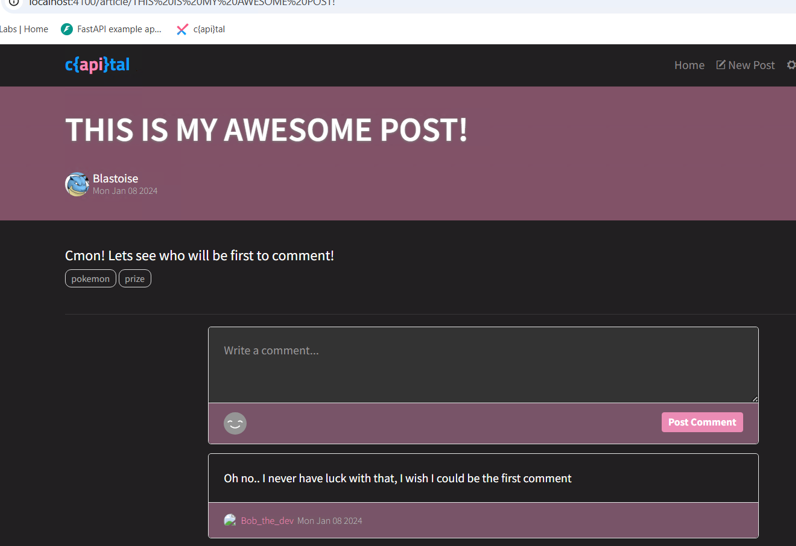 localhost:4100/article/THIS%20IS%20MY%20AWESOME%20POST!
Labs | Home FastAPI example ap... c{api}tal
c{api}tal Home New Post
THIS IS MY AWESOME POST!
Blastoise
Mon Jan 08 2024
Cmon! Lets see who will be first to comment!
pokemon prize
Write a comment...
Post Comment
Oh no.. I never have luck with that, I wish I could be the first comment
Bob_the_dev Mon Jan 08 2024